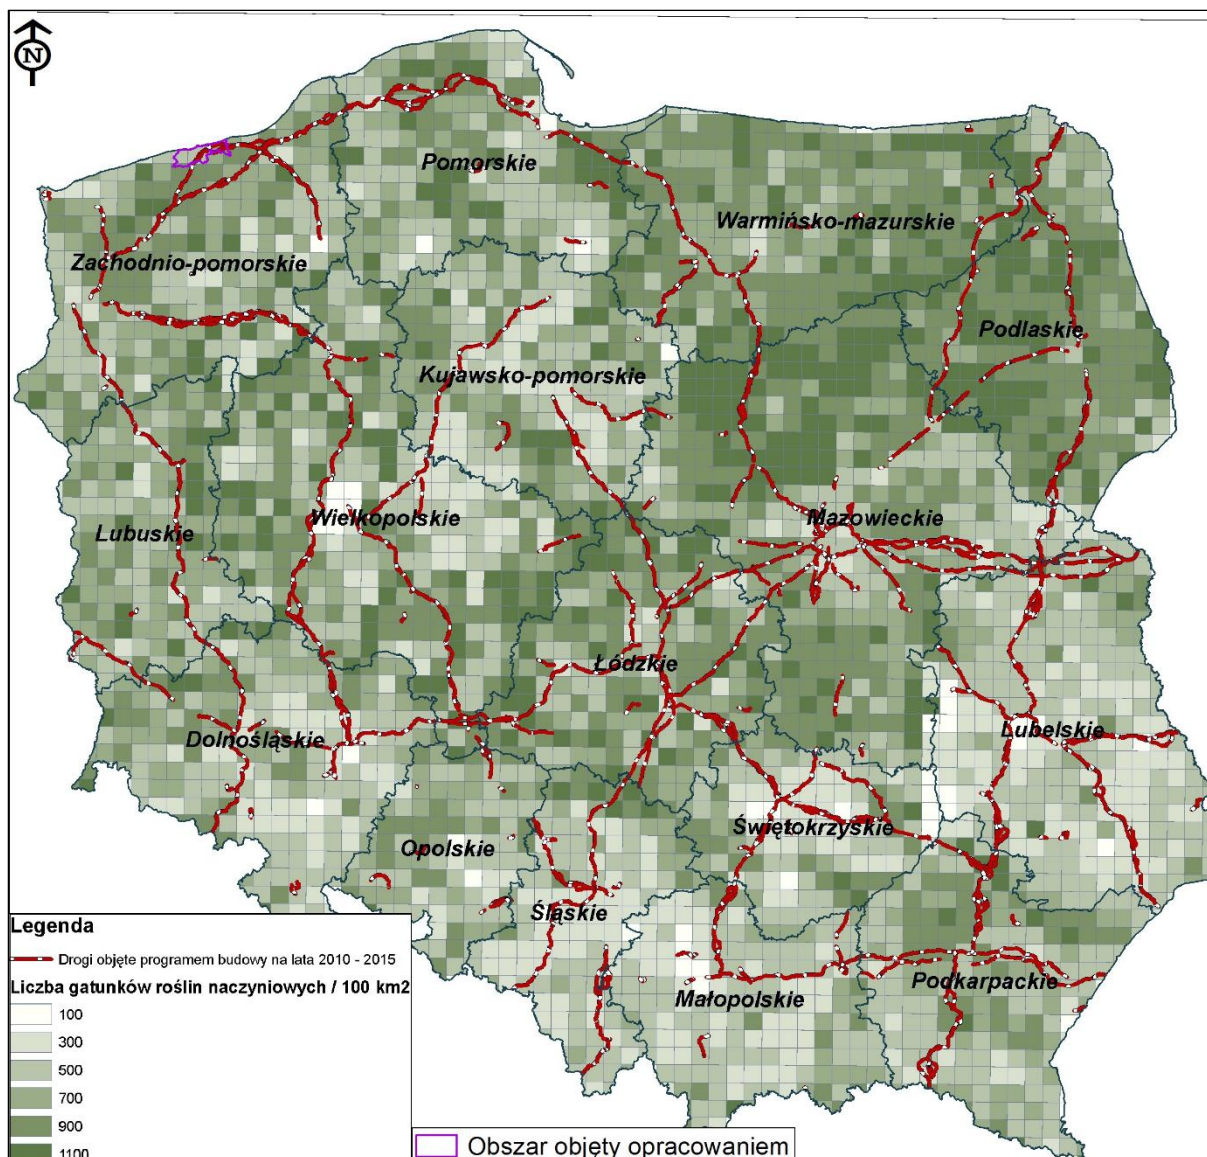 N
Pomorskie
Warmińsko-mazurskie
Zachodnio-pomorskie
Podlaskie
Kujawsko-pomorskie
Wielkopolskie
Mazowieckie
Lubuskie
Łódzkie
Lubelskie
Dolnośląskie
Świętokrzyskie
Opolskie
Śląskie
Podkarpackie
Małopolskie
Legenda
Drogi objęte programem budowy na lata 2010 - 2015
Liczba gatunków roślin naczyniowych / 100 km2
100
300
500
700
900
1100
Obszar objęty opracowaniem